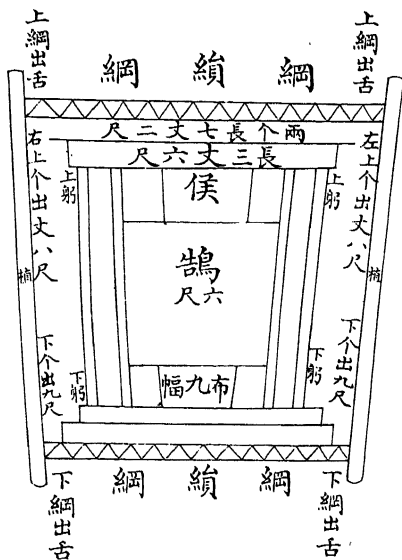 上綱出舌
綱縜綱
上綱出舌
兩个長七丈二尺
長三丈六尺
左上个出丈八尺
右上个出丈八尺
上躬
上躬
侯
鵠
六尺
下个出九尺
下个出九尺
下躬
下躬
布九幅
下綱出舌
綱縜綱
下綱出舌